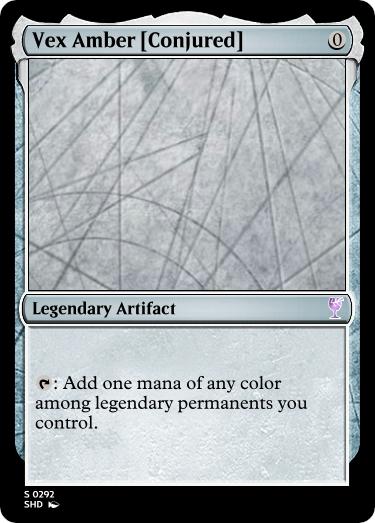 Vex Amber [Conjured] 0
Legendary Artifact
: Add one mana of any color
among legendary permanents you
control.
S 0292
SHD